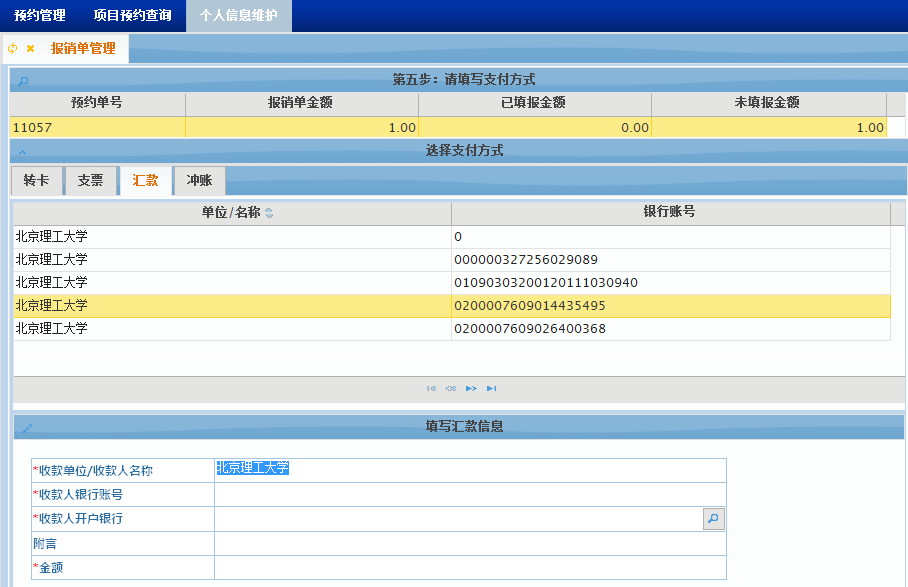 预约管理 项目预约查询 个人信息维护
报销单管理
第五步：请填写支付方式
预约单号 报销单金额 已填报金额 未填报金额
11057 1.00 0.00 1.00
选择支付方式
转卡 支票 汇款 冲账
单位/名称 银行账号
北京理工大学 0
北京理工大学 000000327256029089
北京理工大学 01090303200120111030940
北京理工大学 0200007609014435495
北京理工大学 0200007609026400368
填写汇款信息
*收款单位/收款人名称 北京理工大学
*收款人银行账号
*收款人开户银行
附言
*金额